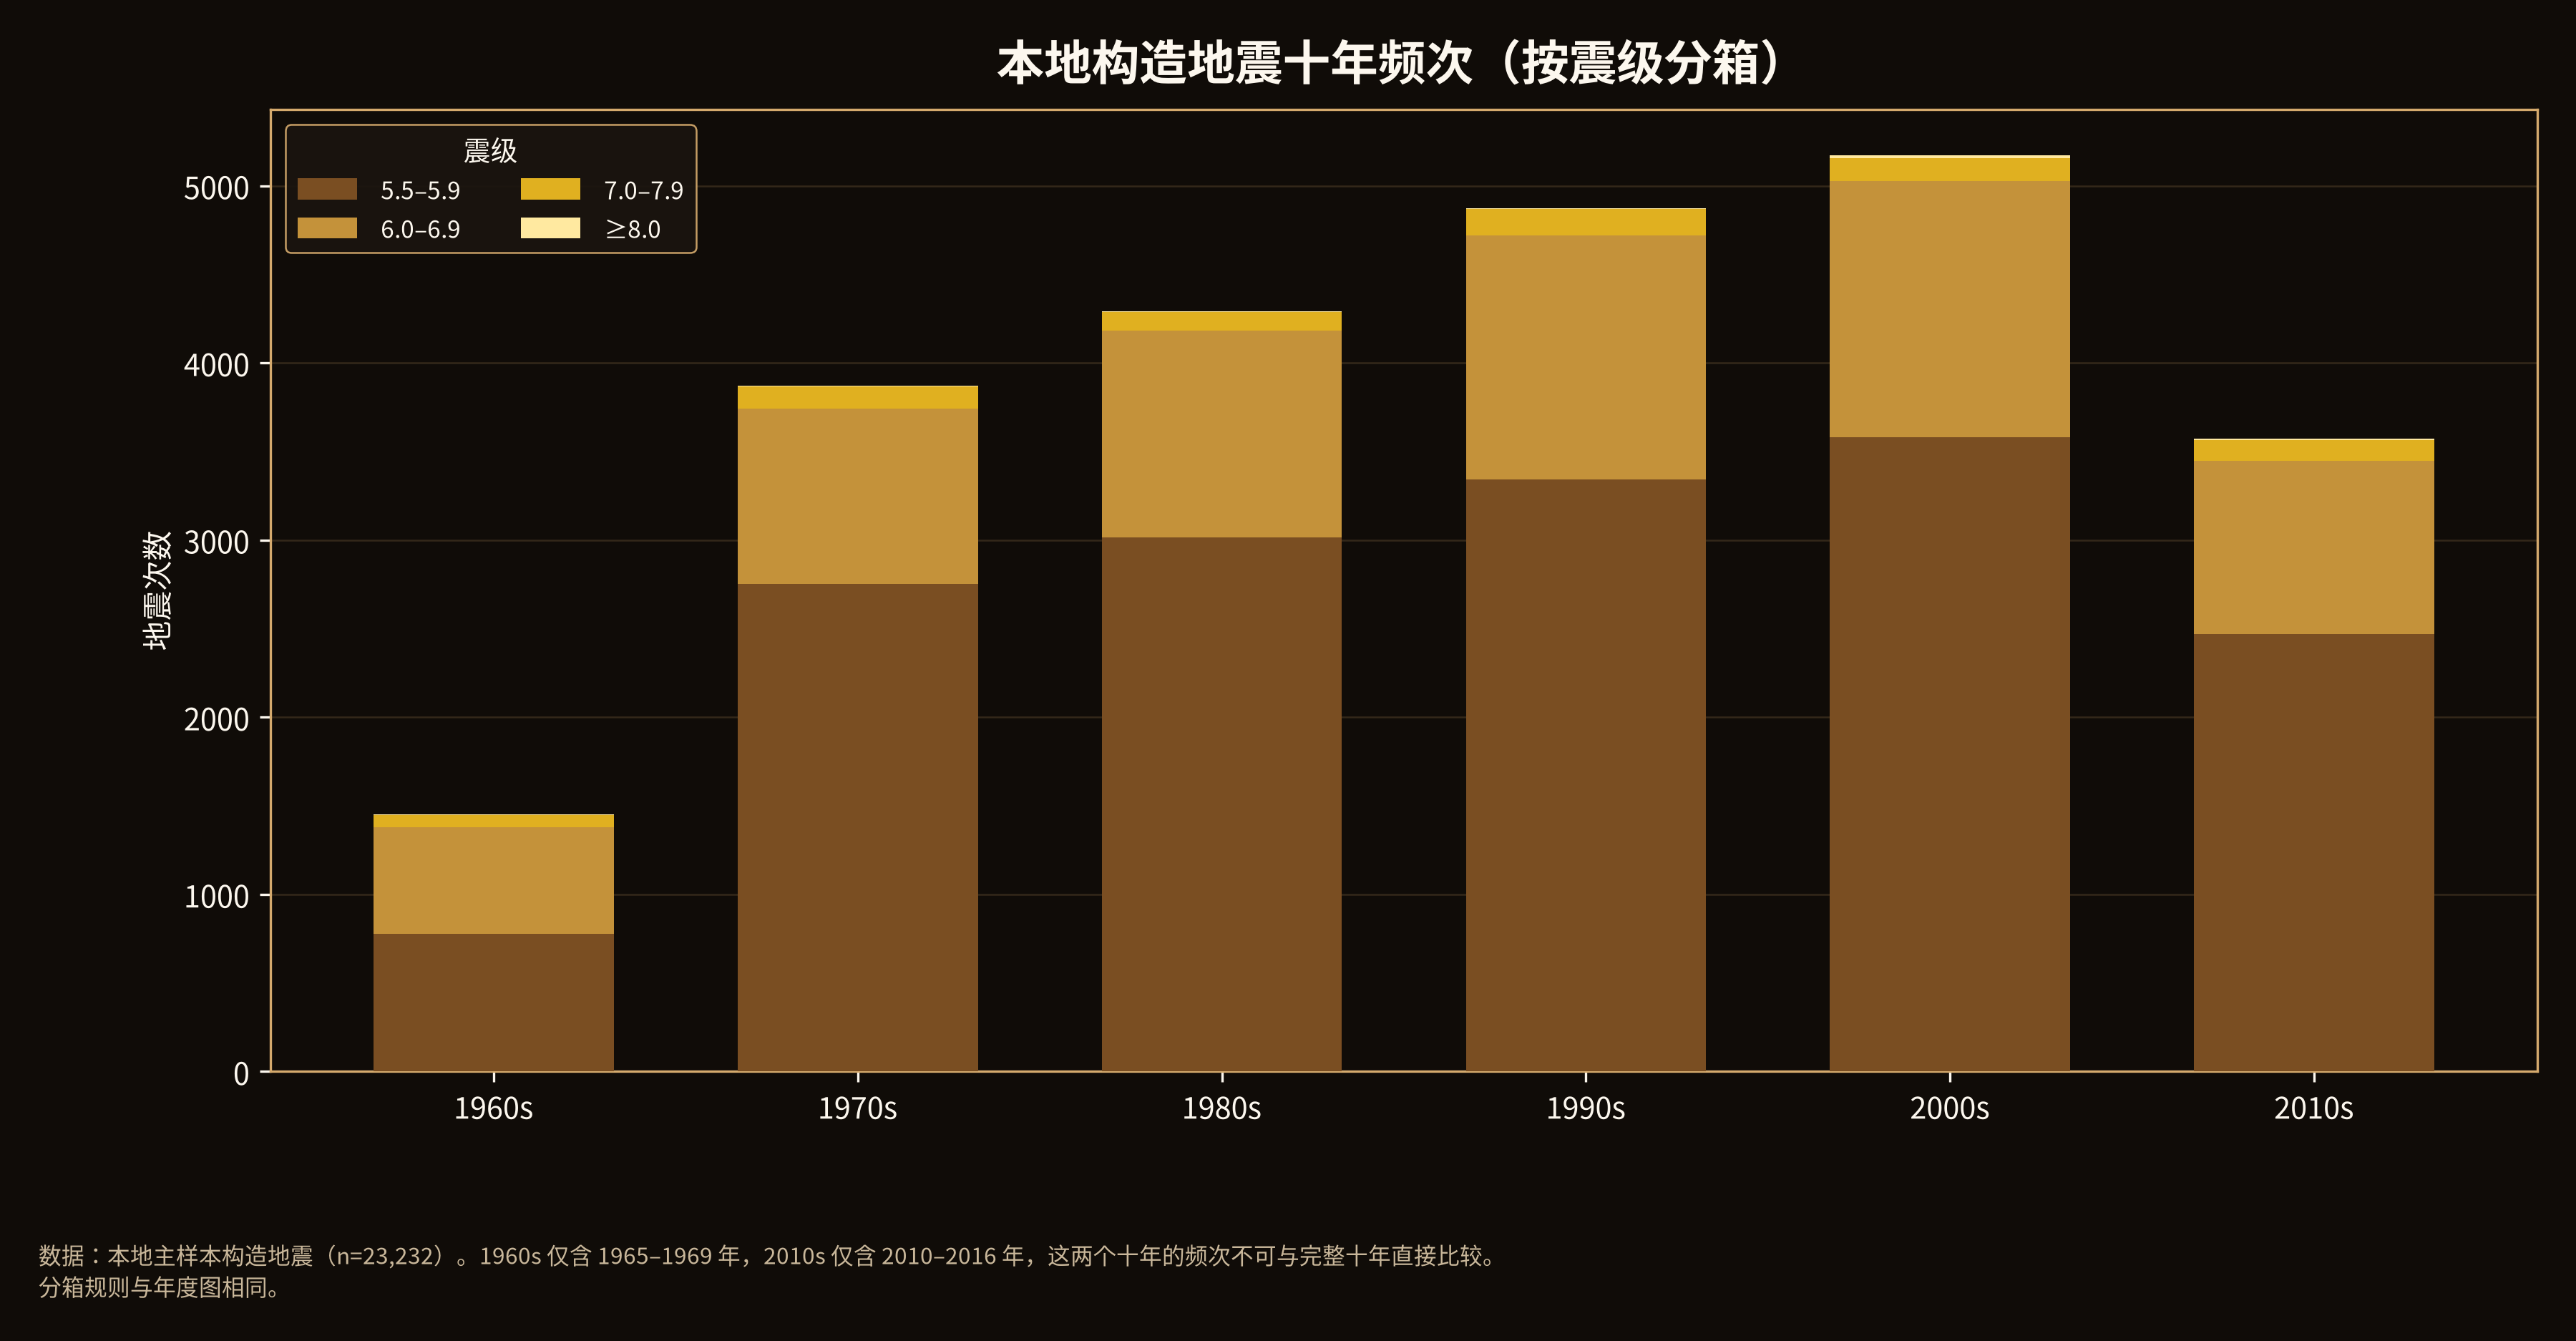 本地构造地震十年频次（按震级分箱）
震级
5.5–5.9
6.0–6.9
7.0–7.9
≥8.0
地震次数
5000
4000
3000
2000
1000
0
1960s
1970s
1980s
1990s
2000s
2010s
数据：本地主样本构造地震（n=23,232）。1960s 仅含 1965–1969 年，2010s 仅含 2010–2016 年，这两个十年的频次不可与完整十年直接比较。
分箱规则与年度图相同。